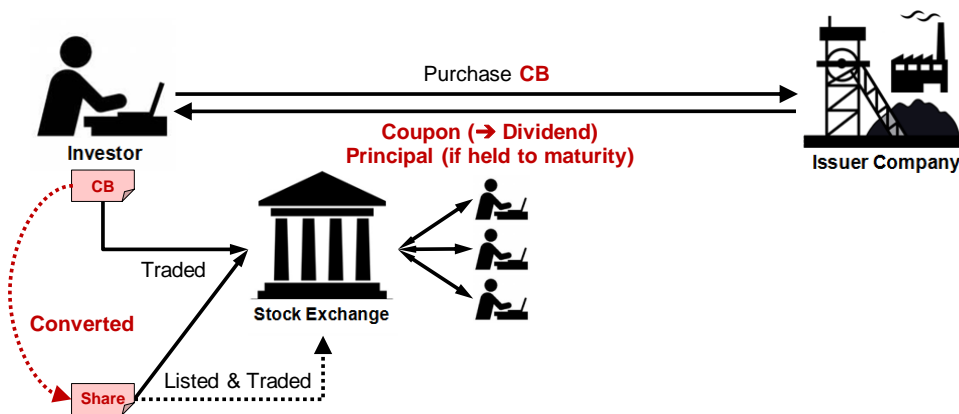 Purchase CB
Coupon (➔ Dividend)
Principal (if held to maturity)
Investor
Issuer Company
CB
Traded
Stock Exchange
Converted
Listed & Traded
Share